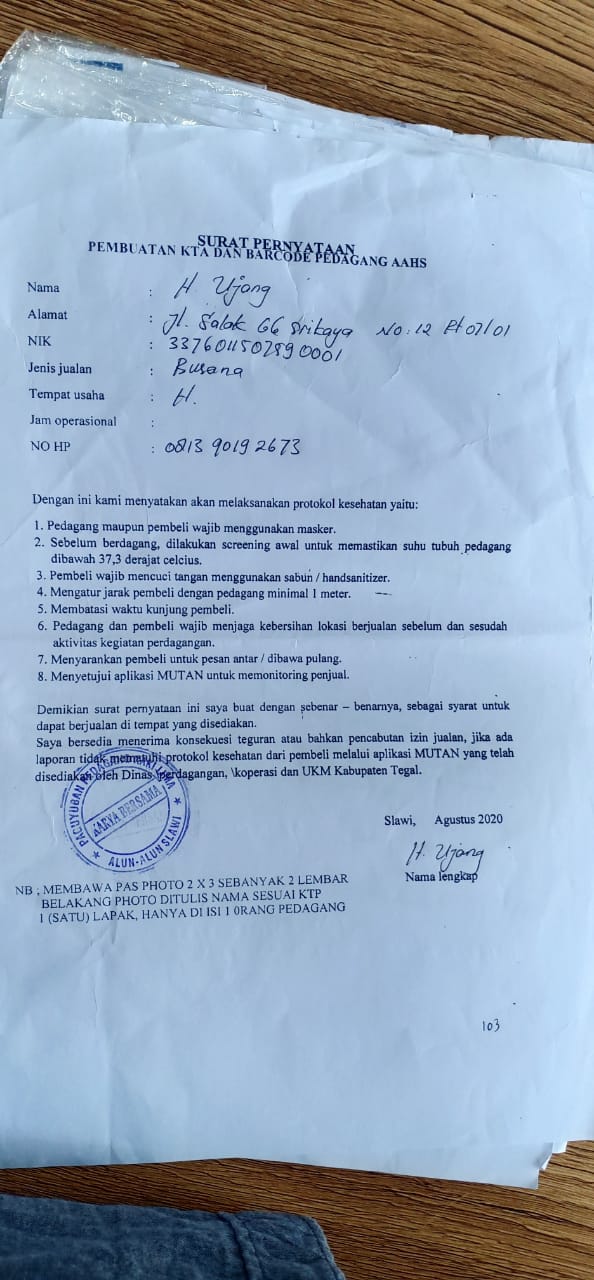 SURAT PERNYATAAN
PEMBUATAN KTA DAN BARCODE PEDAGANG AAHS
Nama : H. Ujang
Alamat : Jl. Salak GG Srikaya No: 12 Rt 07/01
NIK : 3376011502590001
Jenis jualan : Busana
Tempat usaha : H.
Jam operasional :
NO HP : 0813 9019 2673
Dengan ini kami menyatakan akan melaksanakan protokol kesehatan yaitu:
1. Pedagang maupun pembeli wajib menggunakan masker.
2. Sebelum berdagang, dilakukan screening awal untuk memastikan suhu tubuh pedagang
dibawah 37,3 derajat celcius.
3. Pembeli wajib mencuci tangan menggunakan sabun / handsanitizer.
4. Mengatur jarak pembeli dengan pedagang minimal 1 meter.
5. Membatasi waktu kunjung pembeli.
6. Pedagang dan pembeli wajib menjaga kebersihan lokasi berjualan sebelum dan sesudah
aktivitas kegiatan perdagangan.
7. Menyarankan pembeli untuk pesan antar / dibawa pulang.
8. Menyetujui aplikasi MUTAN untuk memonitoring penjual.
Demikian surat pernyataan ini saya buat dengan sebenar – benarnya, sebagai syarat untuk
dapat berjualan di tempat yang disediakan.
Saya bersedia menerima konsekuesi teguran atau bahkan pencabutan izin jualan, jika ada
laporan tidak mematuhi protokol kesehatan dari pembeli melalui aplikasi MUTAN yang telah
disediakan oleh Dinas \perdagangan, \koperasi dan UKM Kabupaten Tegal.
PAGUYUBAN PEDAGANG KAKI LIMA
KARYA BERSAMA
ALUN-ALUN SLAWI
Slawi, Agustus 2020
H. Ujang
Nama lengkap
NB ; MEMBAWA PAS PHOTO 2 X 3 SEBANYAK 2 LEMBAR
BELAKANG PHOTO DITULIS NAMA SESUAI KTP
1 (SATU) LAPAK, HANYA DI ISI 1 0RANG PEDAGANG
103